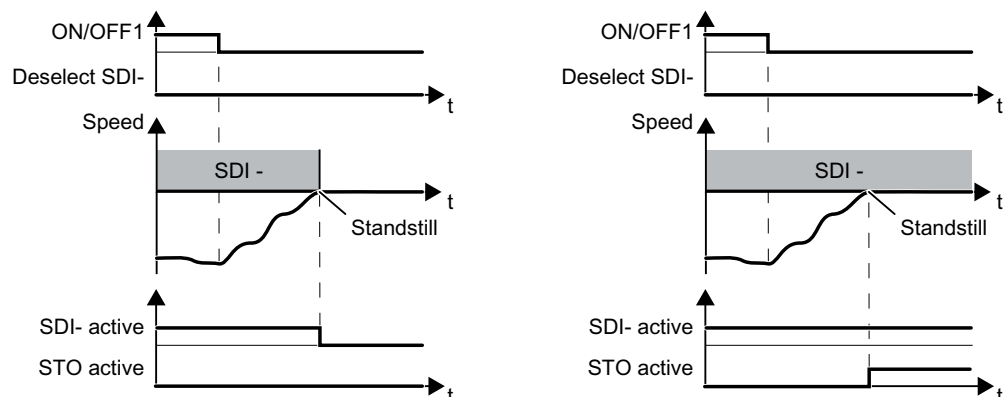 ON/OFF1
Deselect SDI-
t
Speed
SDI -
t
Standstill
SDI- active
STO active
t
ON/OFF1
Deselect SDI-
t
Speed
SDI -
t
Standstill
SDI- active
STO active
t